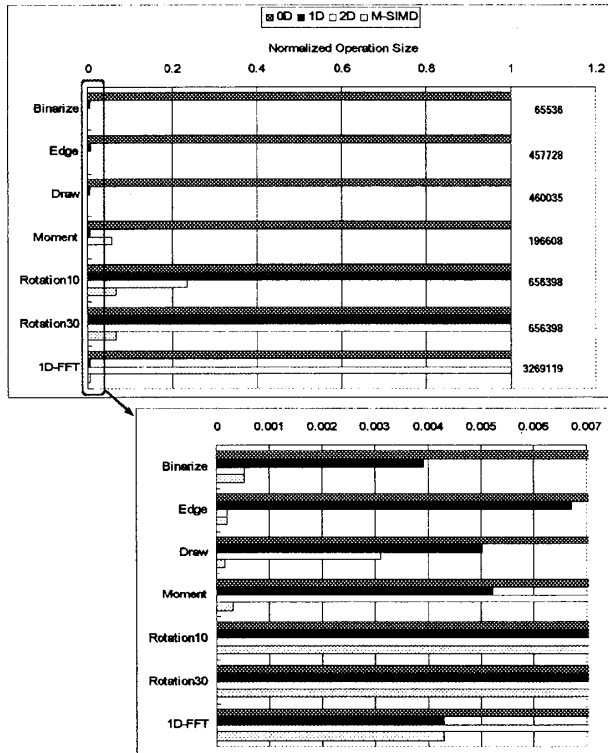 0D 1D 2D M-SIMD
Normalized Operation Size
0 0.2 0.4 0.6 0.8 1 1.2
Binarize 65536
Edge 457728
Draw 460035
Moment 196608
Rotation10 656398
Rotation30 656398
1D-FFT 3269119
0 0.001 0.002 0.003 0.004 0.005 0.006 0.007
Binarize
Edge
Draw
Moment
Rotation10
Rotation30
1D-FFT